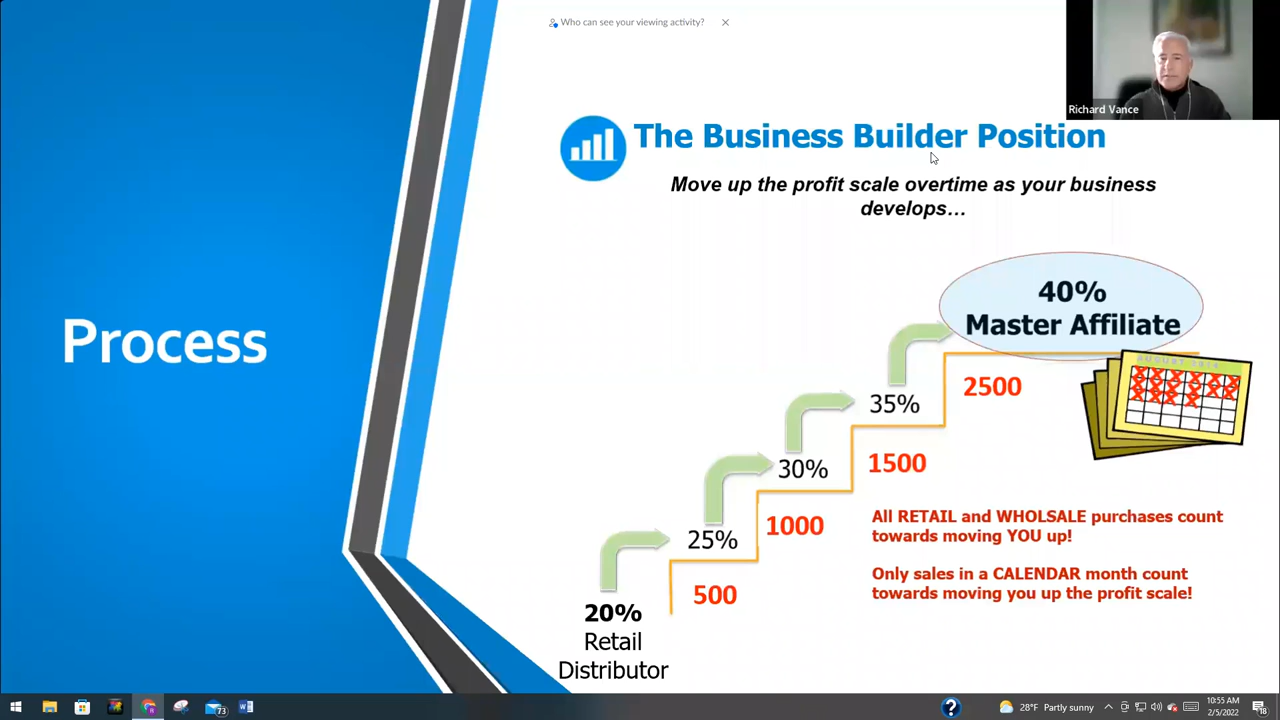 Who can see your viewing activity?
Richard Vance
The Business Builder Position
Move up the profit scale overtime as your business
develops…
Process
40%
Master Affiliate
2500
35%
1500
30%
1000
25%
500
20%
Retail
Distributor
All RETAIL and WHOLSALE purchases count
towards moving YOU up!
Only sales in a CALENDAR month count
towards moving you up the profit scale!
73
28°F Partly sunny
10:55 AM
2/5/2022
18